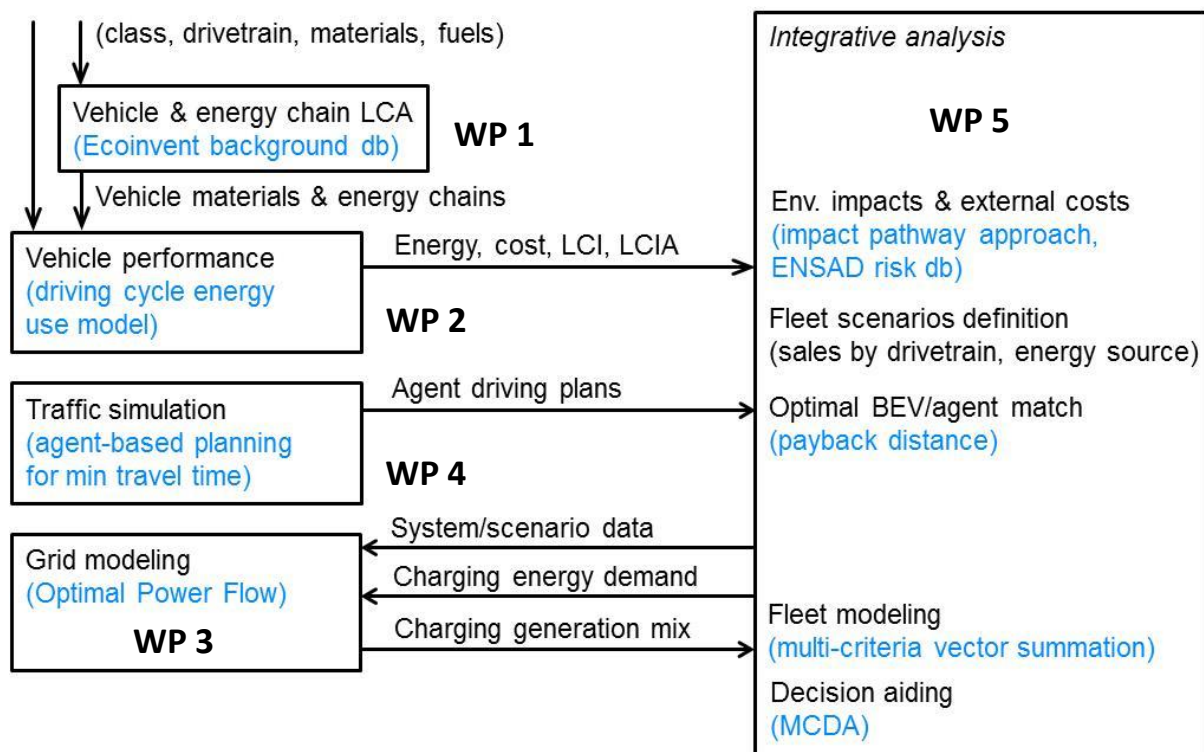 (class, drivetrain, materials, fuels)
Vehicle & energy chain LCA
(Ecoinvent background db)
WP 1
Vehicle materials & energy chains
Vehicle performance
(driving cycle energy
use model)
Energy, cost, LCI, LCIA
WP 2
Traffic simulation
(agent-based planning
for min travel time)
Agent driving plans
WP 4
System/scenario data
Grid modeling
(Optimal Power Flow)
WP 3
Charging energy demand
Charging generation mix
Integrative analysis
WP 5
Env. impacts & external costs
(impact pathway approach,
ENSAD risk db)
Fleet scenarios definition
(sales by drivetrain, energy source)
Optimal BEV/agent match
(payback distance)
Fleet modeling
(multi-criteria vector summation)
Decision aiding
(MCDA)